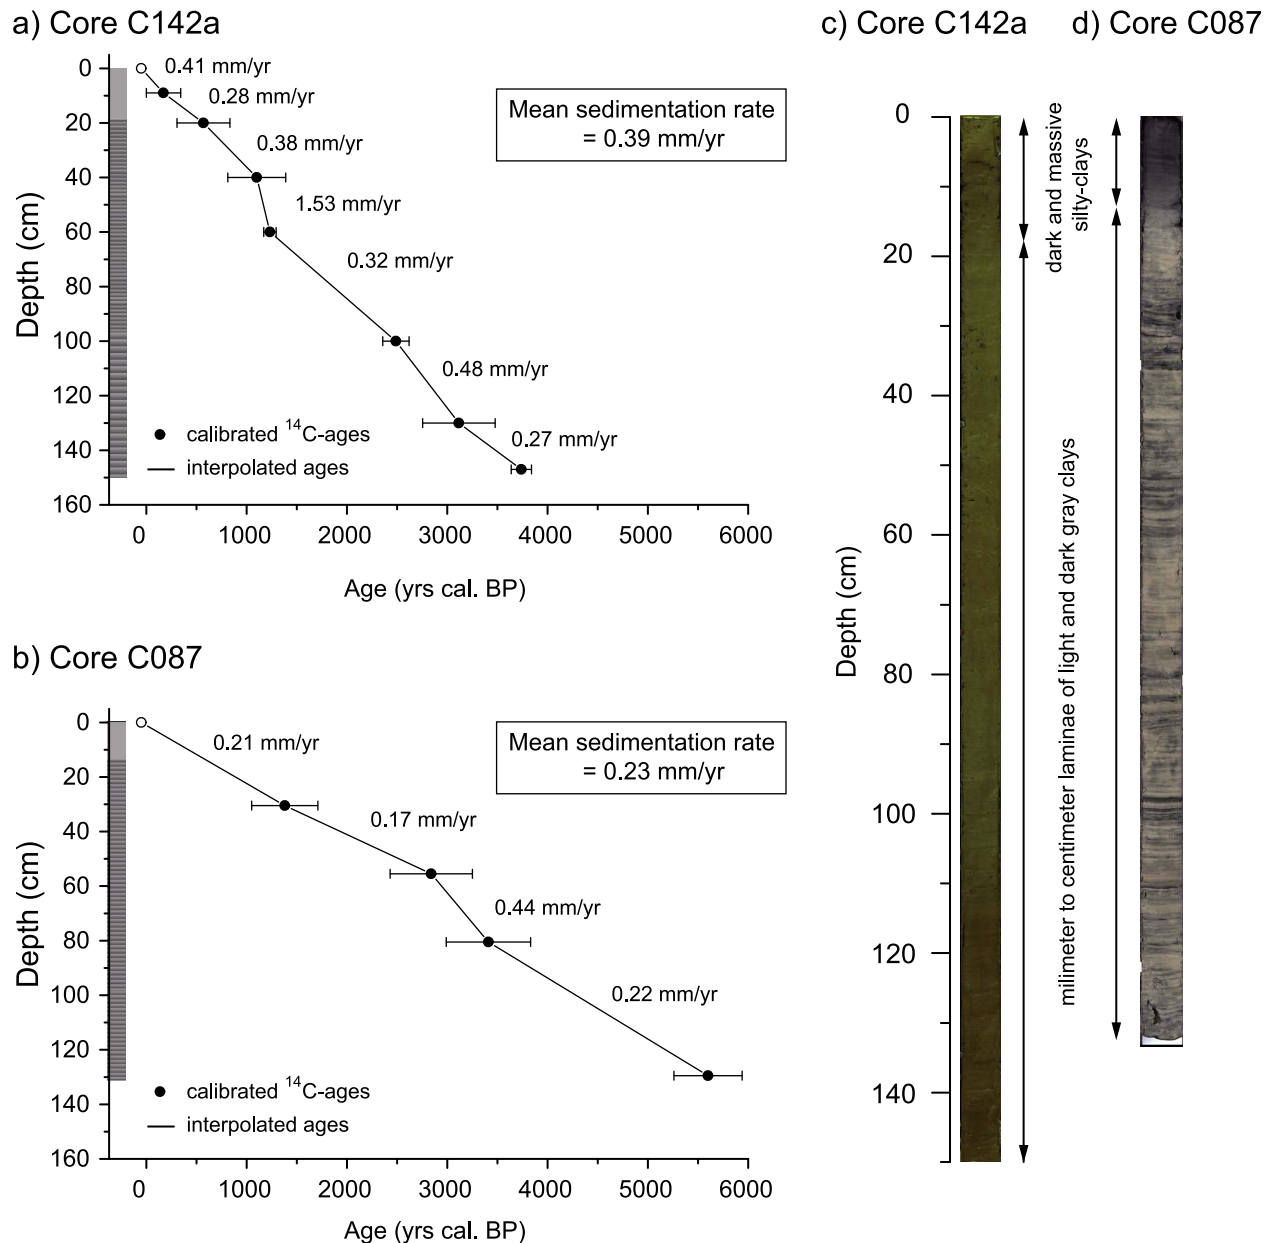 a) Core C142a
0
20
40
60
80
100
120
140
160
Depth (cm)
0.41 mm/yr
0.28 mm/yr
0.38 mm/yr
1.53 mm/yr
0.32 mm/yr
0.48 mm/yr
0.27 mm/yr
Mean sedimentation rate
= 0.39 mm/yr
calibrated ¹⁴C-ages
interpolated ages
0 1000 2000 3000 4000 5000 6000
Age (yrs cal. BP)
b) Core C087
0
20
40
60
80
100
120
140
160
Depth (cm)
0.21 mm/yr
0.17 mm/yr
0.44 mm/yr
0.22 mm/yr
Mean sedimentation rate
= 0.23 mm/yr
calibrated ¹⁴C-ages
interpolated ages
0 1000 2000 3000 4000 5000 6000
Age (yrs cal. BP)
c) Core C142a
d) Core C087
0
20
40
60
80
100
120
140
Depth (cm)
dark and massive
silty-clays
milimeter to centimeter laminae of light and dark gray clays